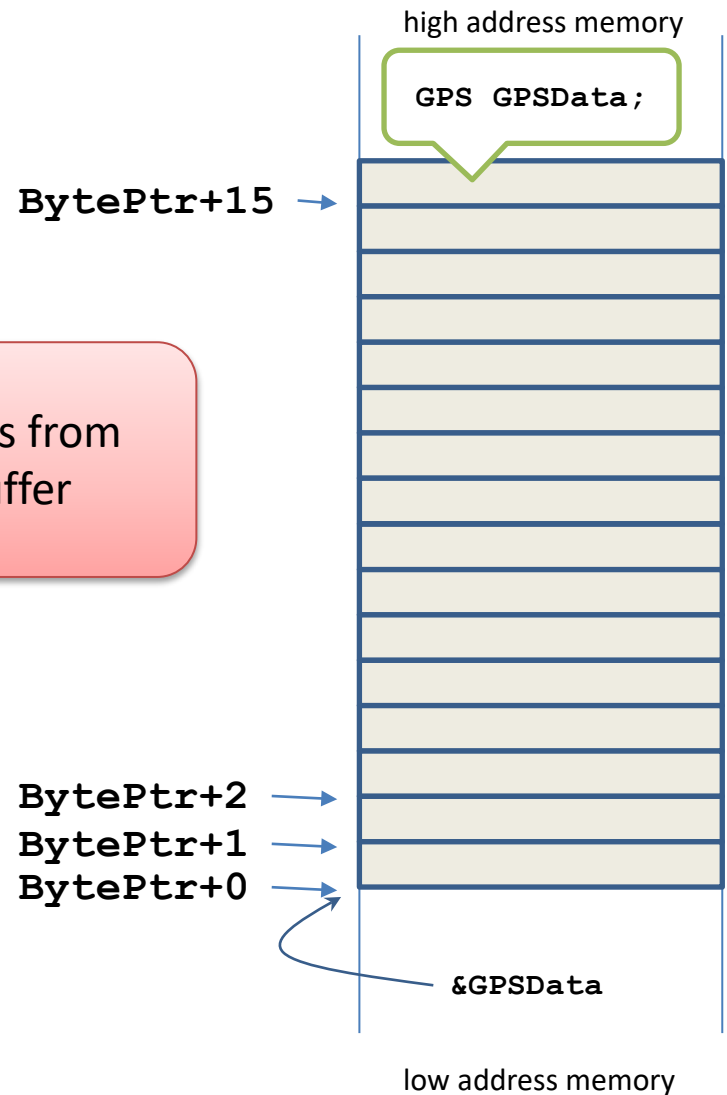 high address memory
GPS GPSData;
BytePtr+15
s from
ffer
BytePtr+2
BytePtr+1
BytePtr+0
&GPSData
low address memory